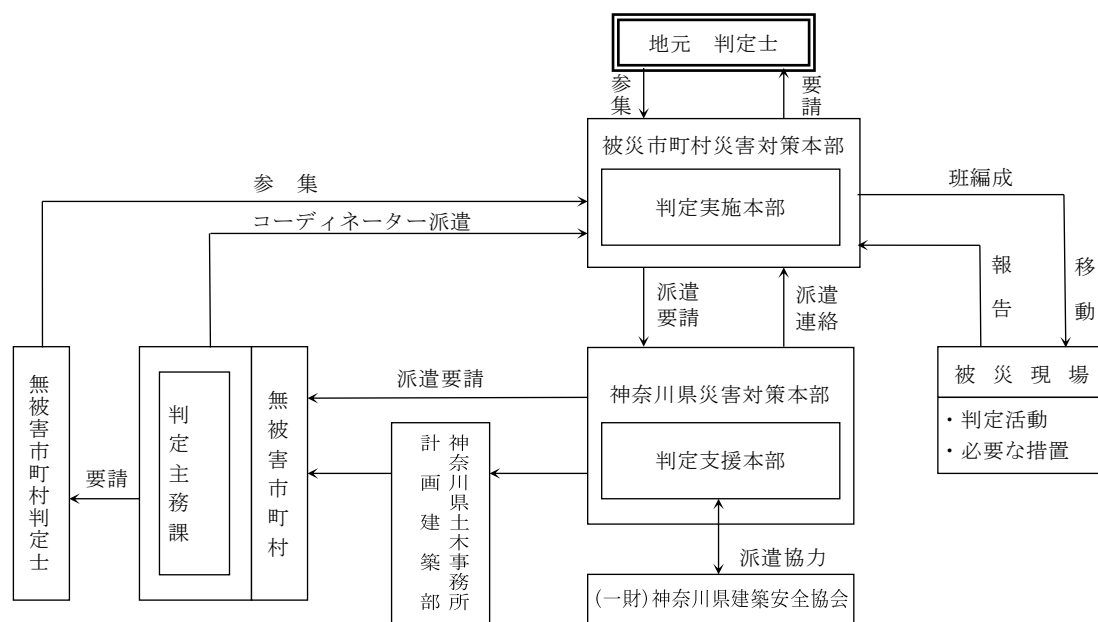 地元　判定士
参集
要請
被災市町村災害対策本部
判定実施本部
参　集
コーディネーター派遣
班編成
移動
報告
派遣
要請
派遣
連絡
無被害市町村判定士
要請
判定主務課
無被害市町村
派遣要請
神奈川県土木事務所
計画建築部
神奈川県災害対策本部
判定支援本部
派遣協力
(一財)神奈川県建築安全協会
被　災　現　場
・判定活動
・必要な措置